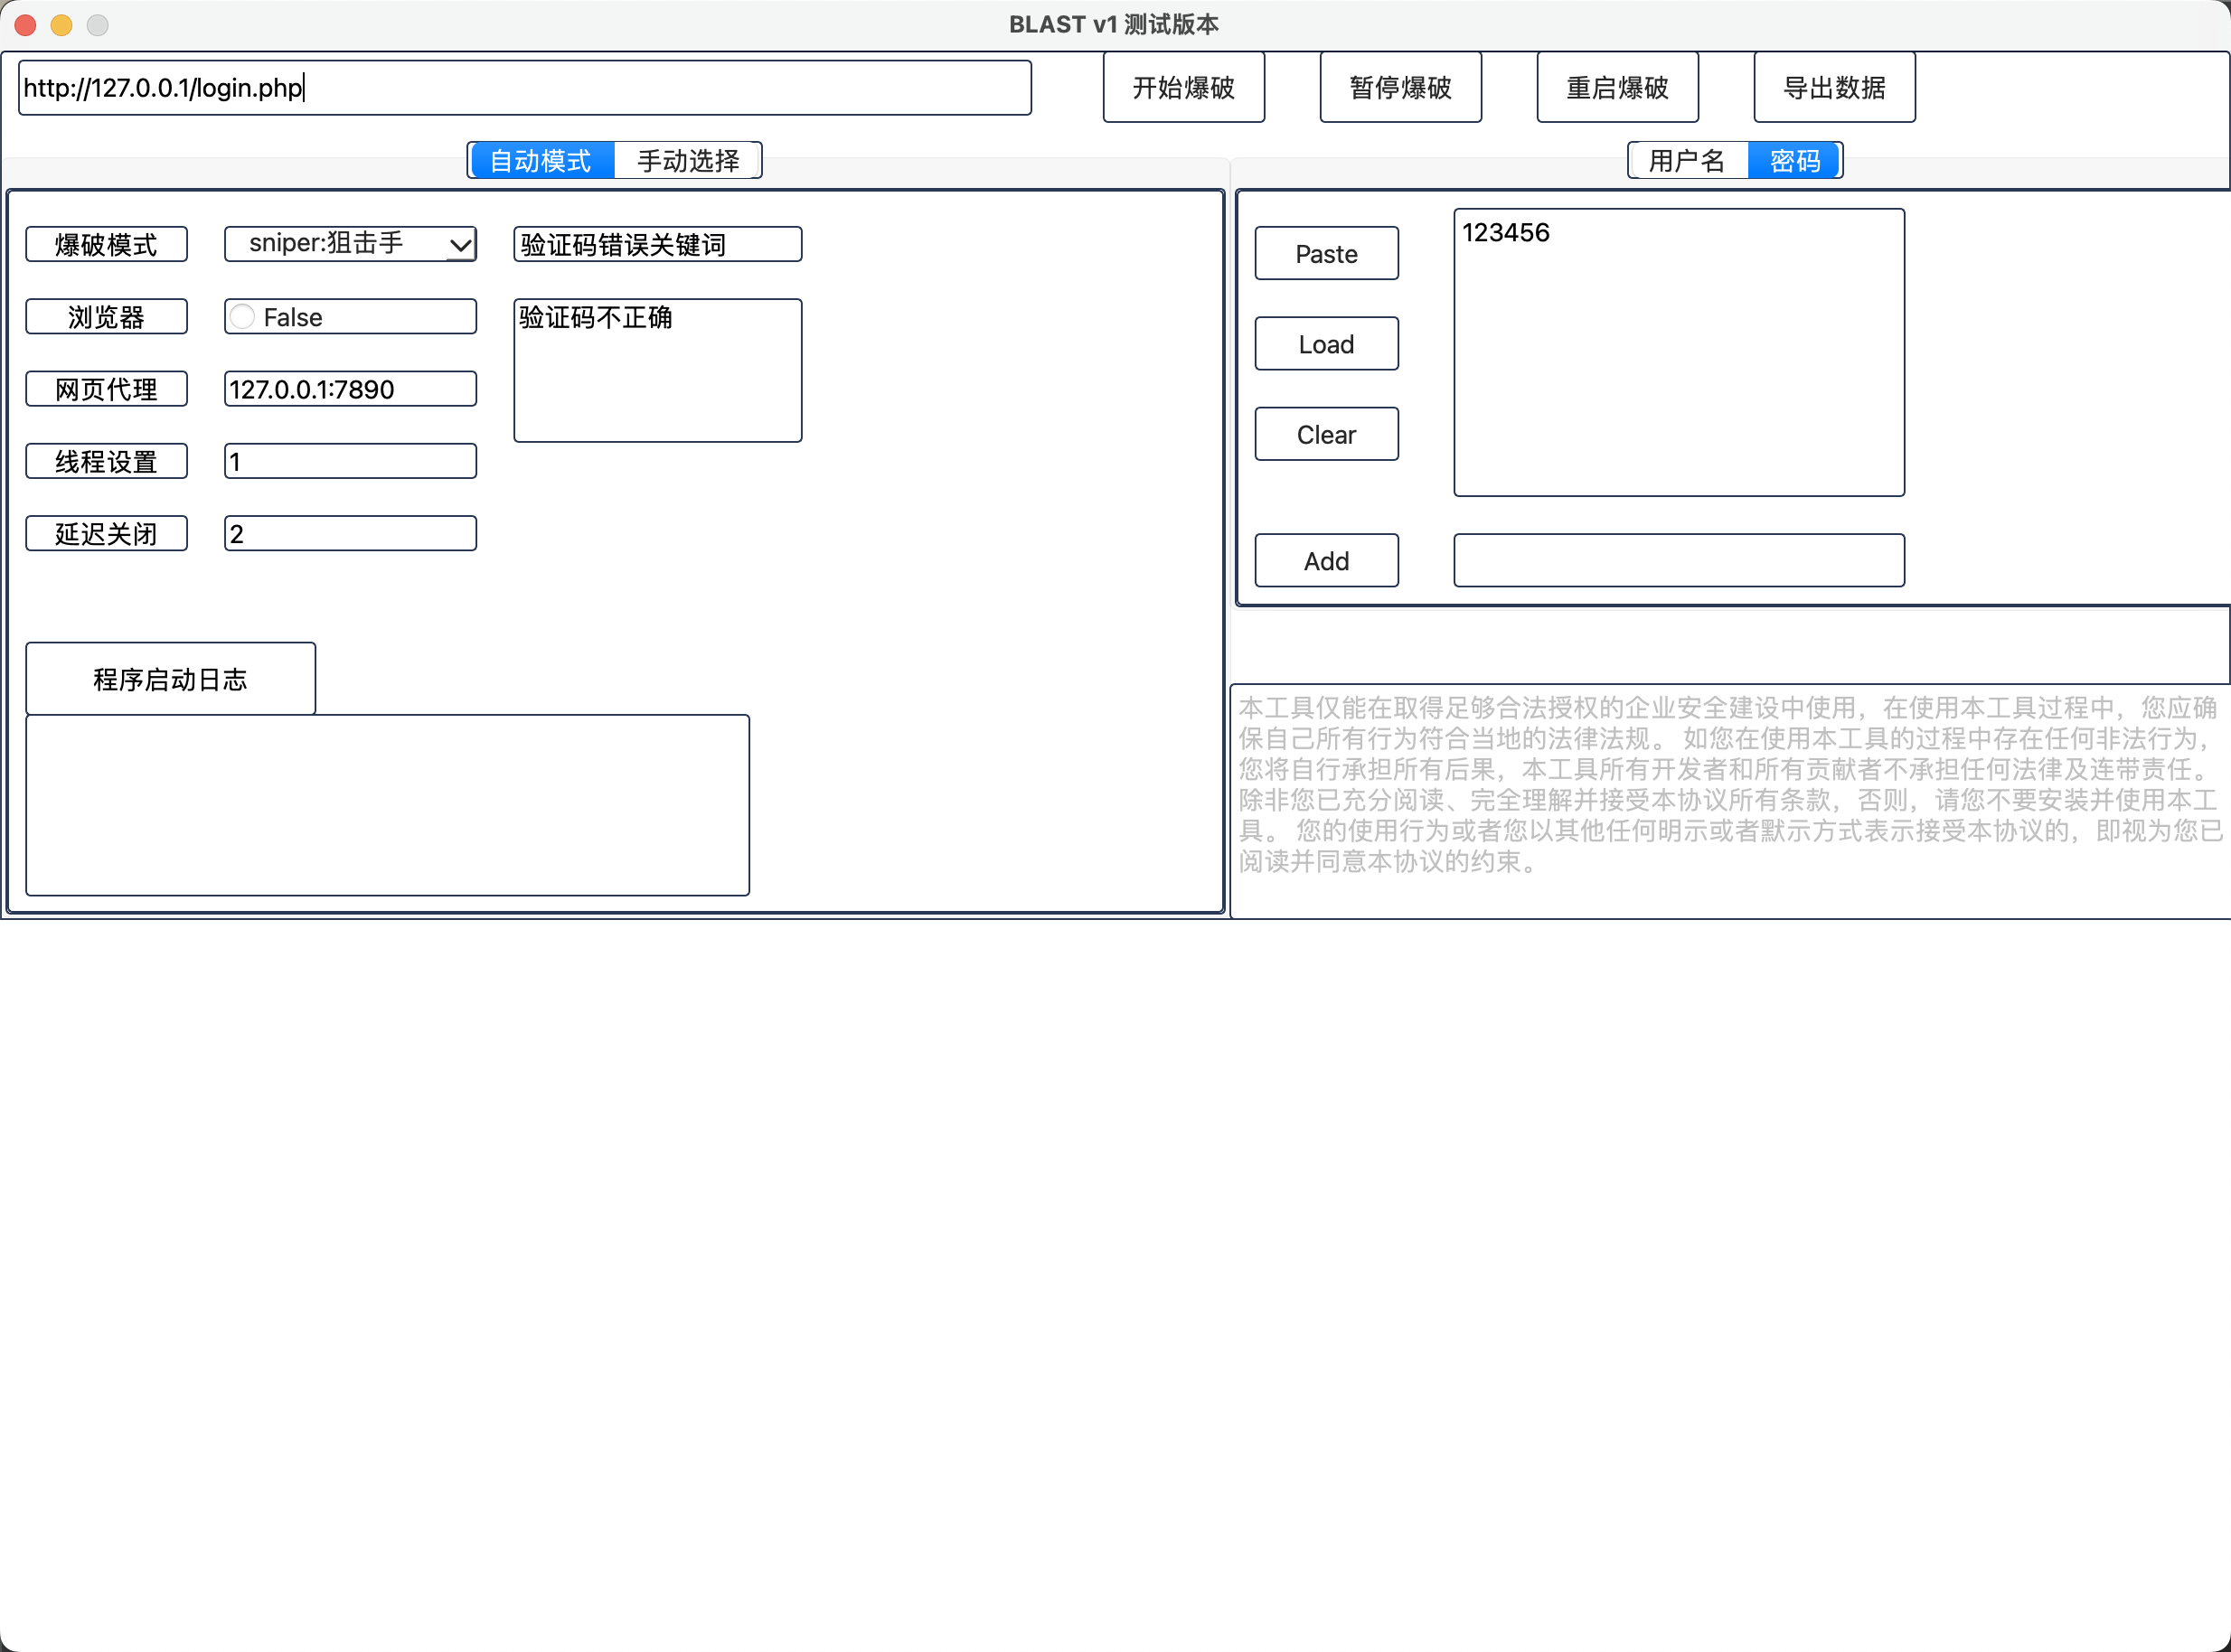 BLAST v1 测试版本
http://127.0.0.1/login.php
开始爆破
暂停爆破
重启爆破
导出数据
自动模式
手动选择
用户名
密码
爆破模式
sniper:狙击手
验证码错误关键词
浏览器
False
验证码不正确
网页代理
127.0.0.1:7890
线程设置
1
延迟关闭
2
程序启动日志
Paste
123456
Load
Clear
Add
本工具仅能在取得足够合法授权的企业安全建设中使用，在使用本工具过程中，您应确
保自己所有行为符合当地的法律法规。 如您在使用本工具的过程中存在任何非法行为，
您将自行承担所有后果，本工具所有开发者和所有贡献者不承担任何法律及连带责任。
除非您已充分阅读、完全理解并接受本协议所有条款，否则，请您不要安装并使用本工
具。 您的使用行为或者您以其他任何明示或者默示方式表示接受本协议的，即视为您已
阅读并同意本协议的约束。